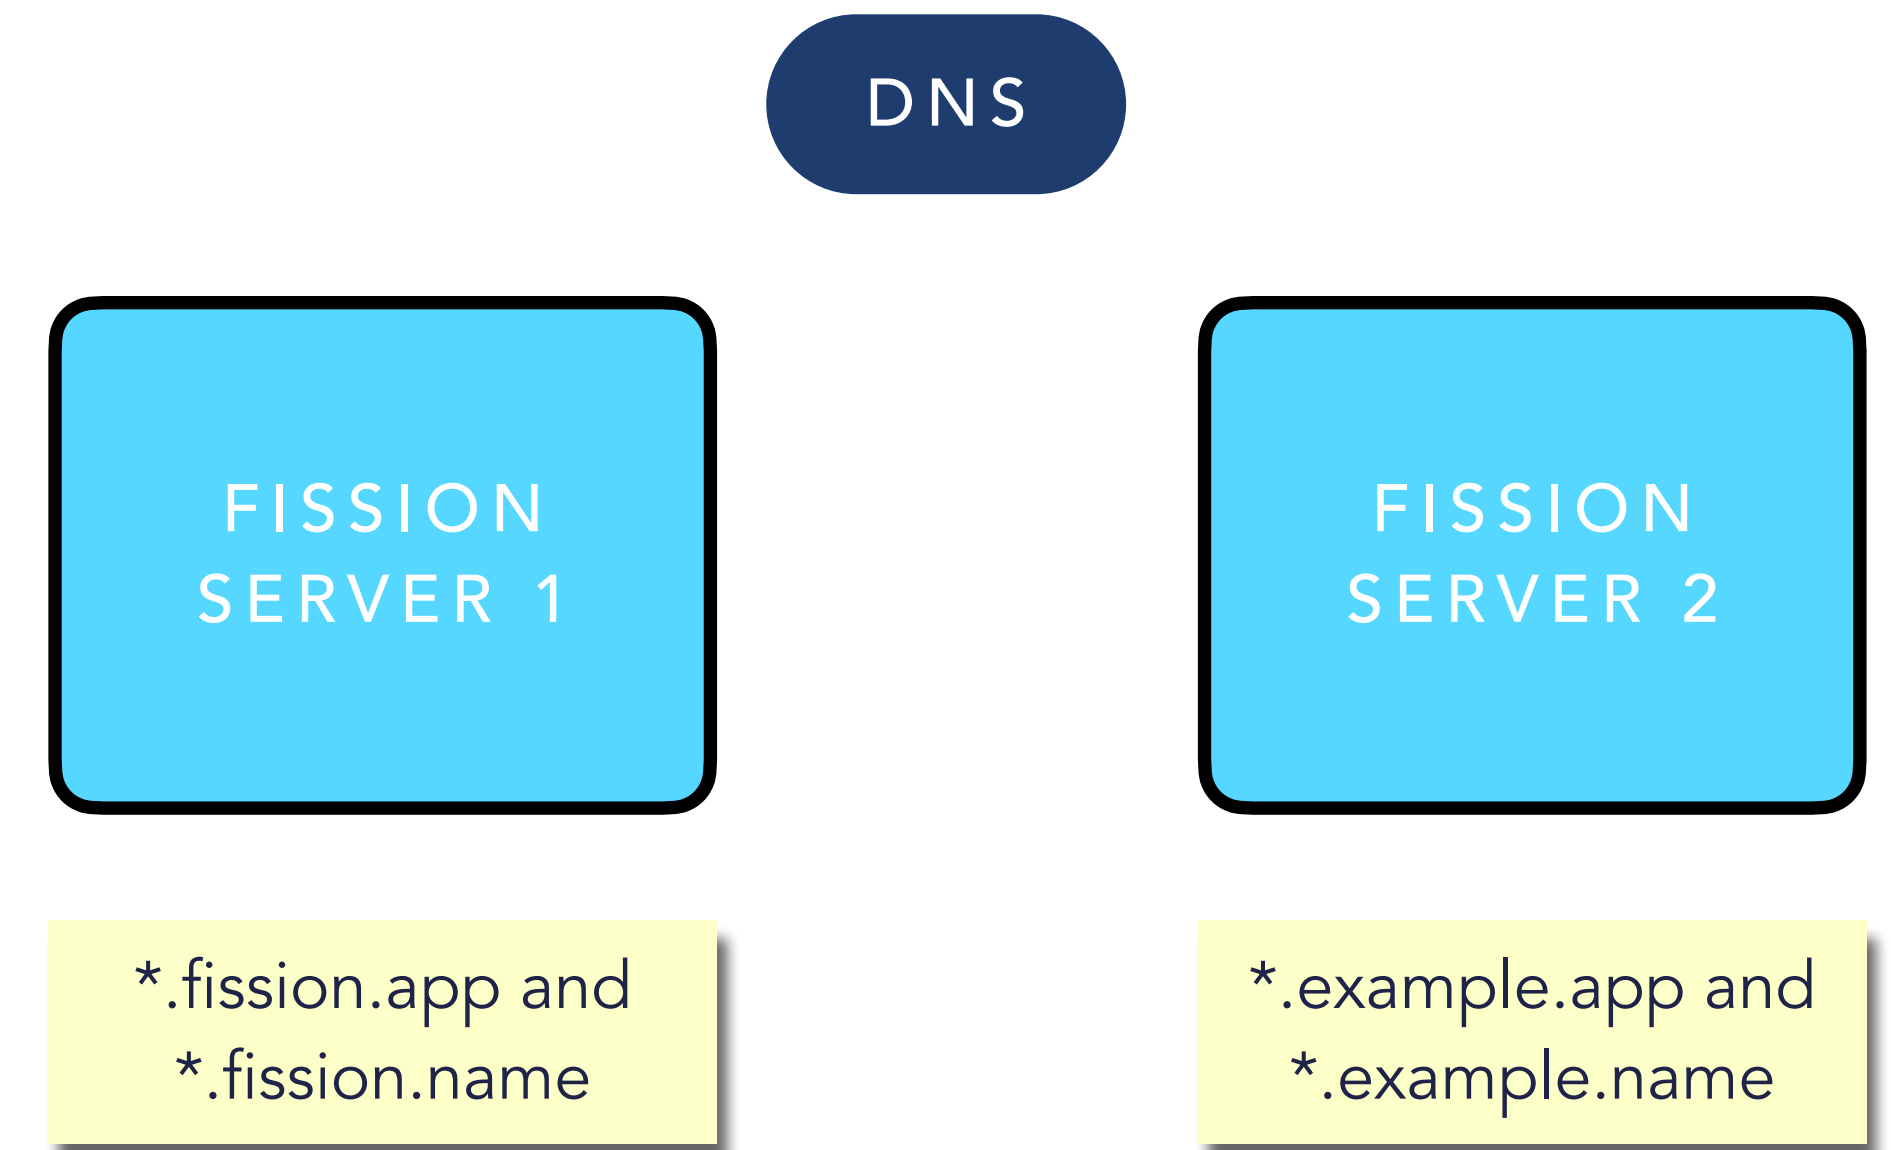 DNS
FISSION
SERVER 1
FISSION
SERVER 2
*.fission.app and
*.fission.name
*.example.app and
*.example.name